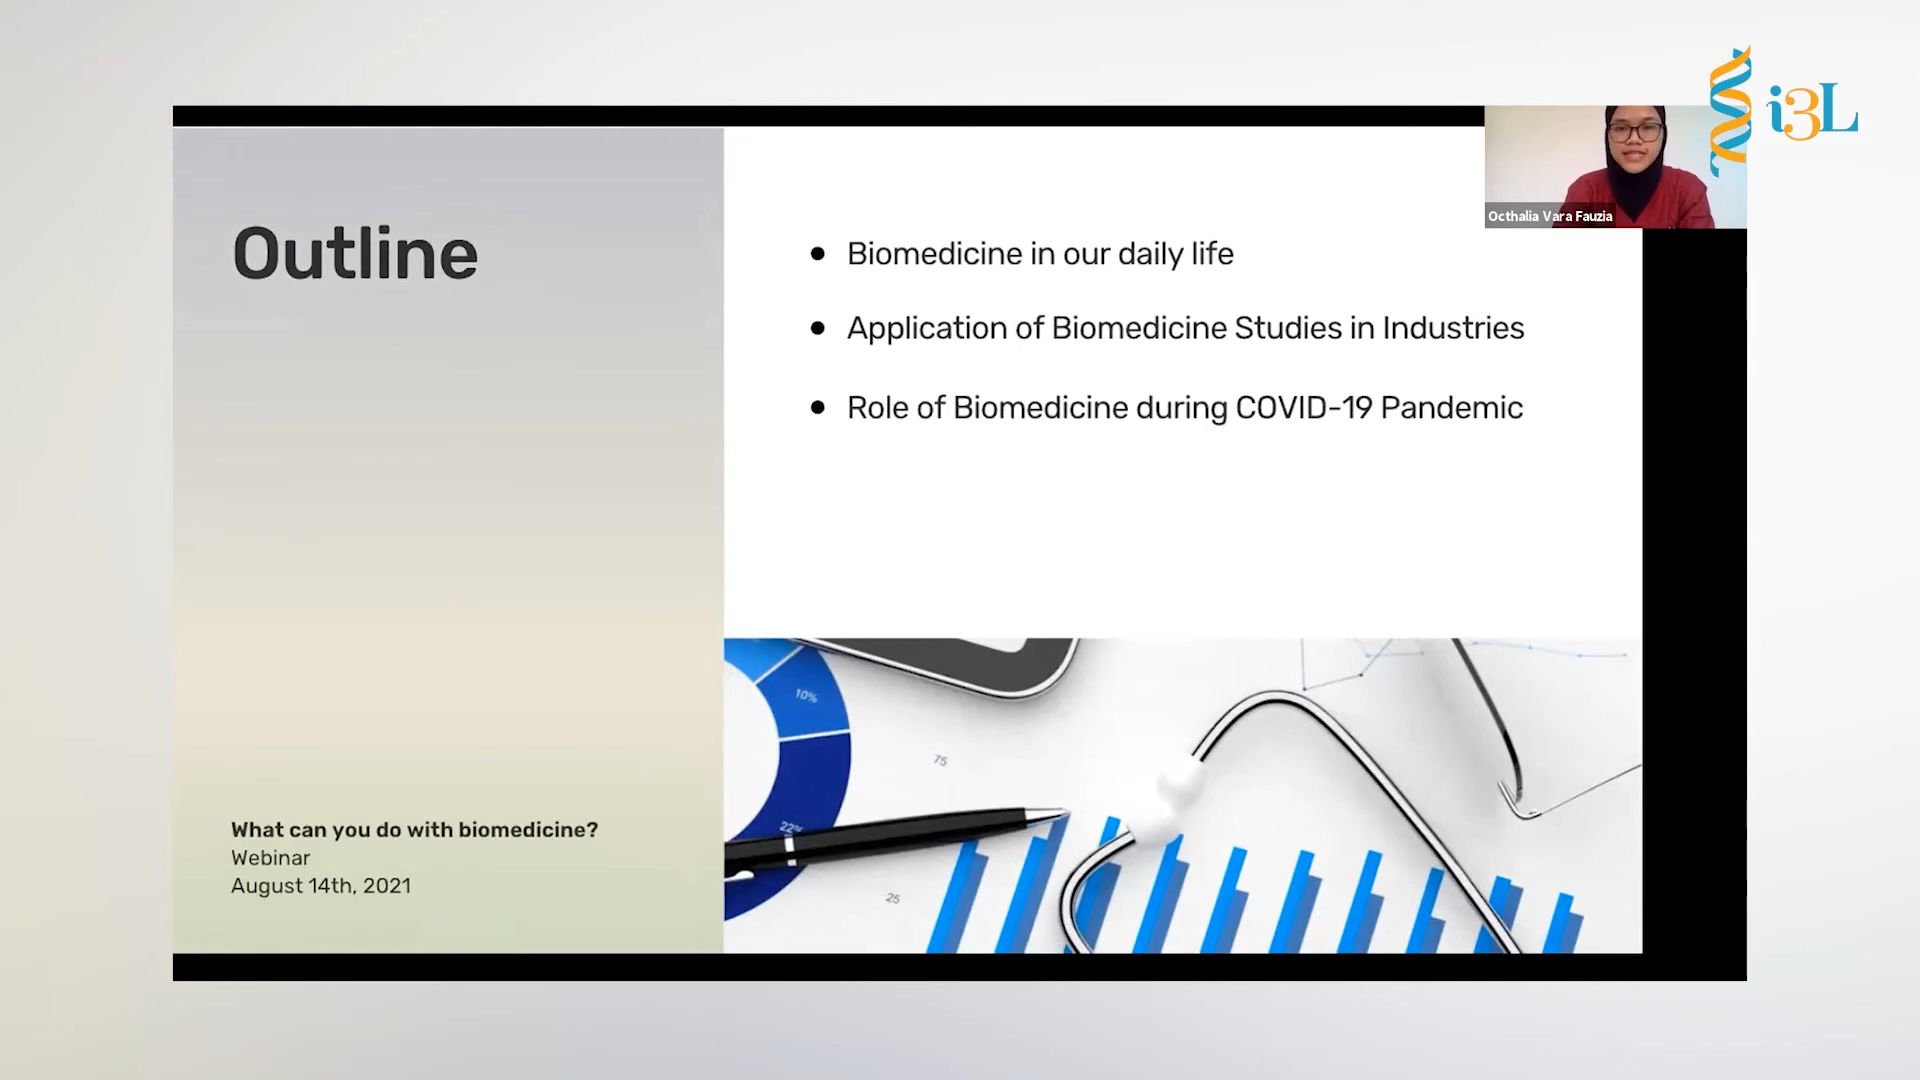 i3L
Octhalia Vara Fauzia
Outline
Biomedicine in our daily life
Application of Biomedicine Studies in Industries
Role of Biomedicine during COVID-19 Pandemic
What can you do with biomedicine?
Webinar
August 14th, 2021
10%
75
22%
25